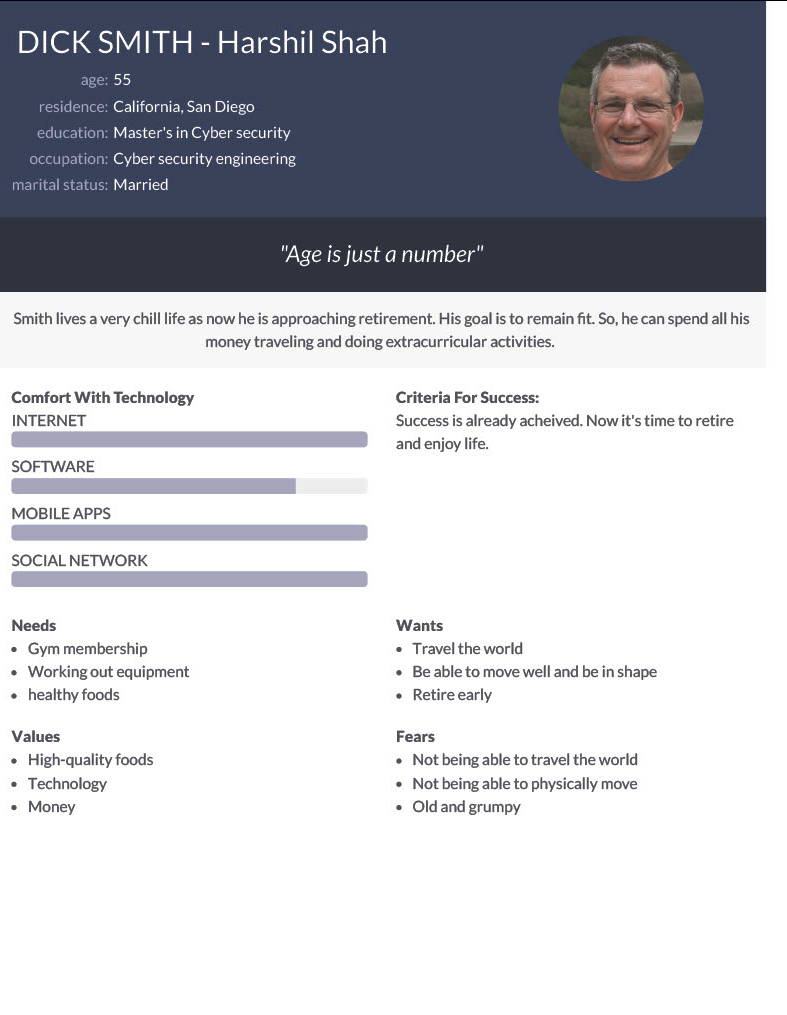 DICK SMITH - Harshil Shah
age: 55
residence: California, San Diego
education: Master's in Cyber security
occupation: Cyber security engineering
marital status: Married
"Age is just a number"
Smith lives a very chill life as now he is approaching retirement. His goal is to remain fit. So, he can spend all his
money traveling and doing extracurricular activities.
Comfort With Technology
INTERNET
SOFTWARE
MOBILE APPS
SOCIAL NETWORK
Criteria For Success:
Success is already acheived. Now it's time to retire
and enjoy life.
Needs
• Gym membership
• Working out equipment
• healthy foods
Wants
• Travel the world
• Be able to move well and be in shape
• Retire early
Values
• High-quality foods
• Technology
• Money
Fears
• Not being able to travel the world
• Not being able to physically move
• Old and grumpy